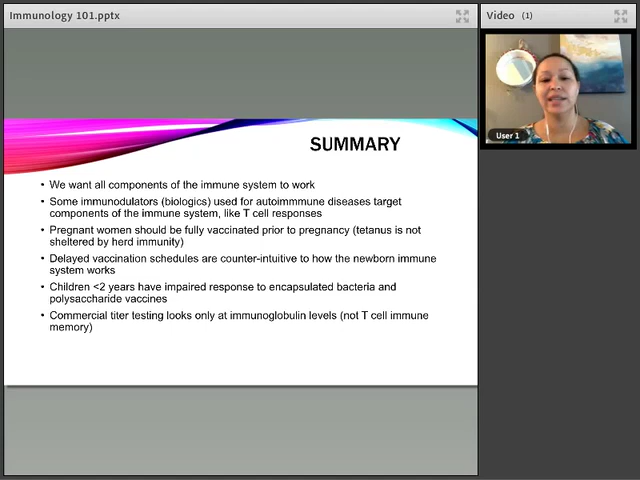 Immunology 101.pptx
Video (1)
User 1
SUMMARY
• We want all components of the immune system to work
• Some immunodulators (biologics) used for autoimmmune diseases target
components of the immune system, like T cell responses
• Pregnant women should be fully vaccinated prior to pregnancy (tetanus is not
sheltered by herd immunity)
• Delayed vaccination schedules are counter-intuitive to how the newborn immune
system works
• Children <2 years have impaired response to encapsulated bacteria and
polysaccharide vaccines
• Commercial titer testing looks only at immunoglobulin levels (not T cell immune
memory)